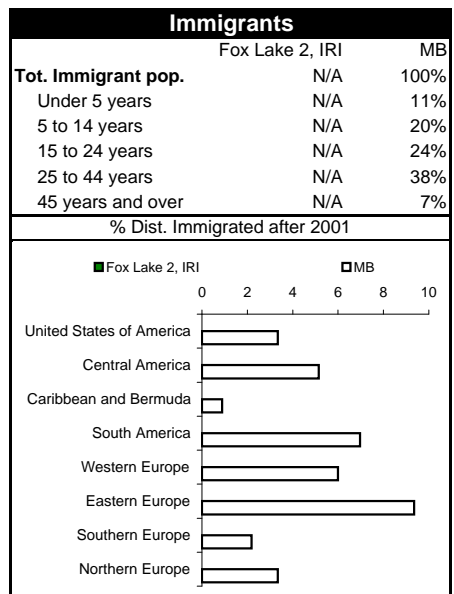 Immigrants
Fox Lake 2, IRI MB
Tot. Immigrant pop. N/A 100%
Under 5 years N/A 11%
5 to 14 years N/A 20%
15 to 24 years N/A 24%
25 to 44 years N/A 38%
45 years and over N/A 7%
% Dist. Immigrated after 2001
Fox Lake 2, IRI MB
0 2 4 6 8 10
United States of America
Central America
Caribbean and Bermuda
South America
Western Europe
Eastern Europe
Southern Europe
Northern Europe